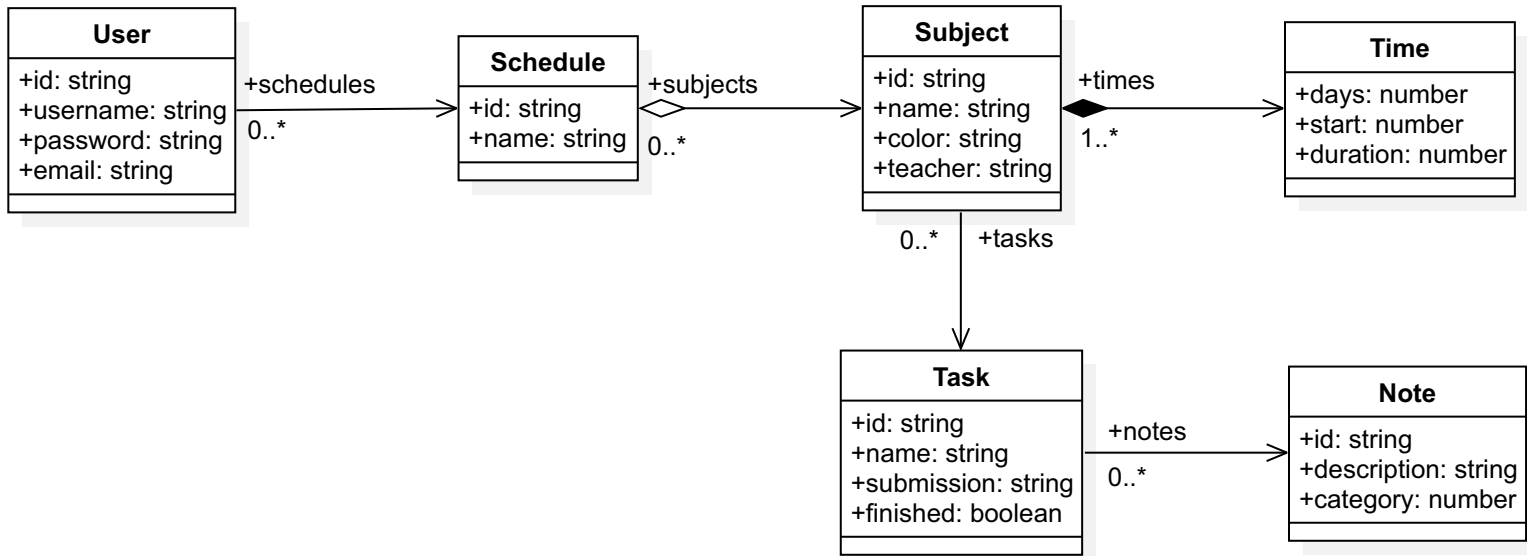 User
+id: string
+username: string
+password: string
+email: string
+schedules
0..*
Schedule
+id: string
+name: string
+subjects
0..*
Subject
+id: string
+name: string
+color: string
+teacher: string
+times
1..*
Time
+days: number
+start: number
+duration: number
0..*
+tasks
Task
+id: string
+name: string
+submission: string
+finished: boolean
+notes
0..*
Note
+id: string
+description: string
+category: number